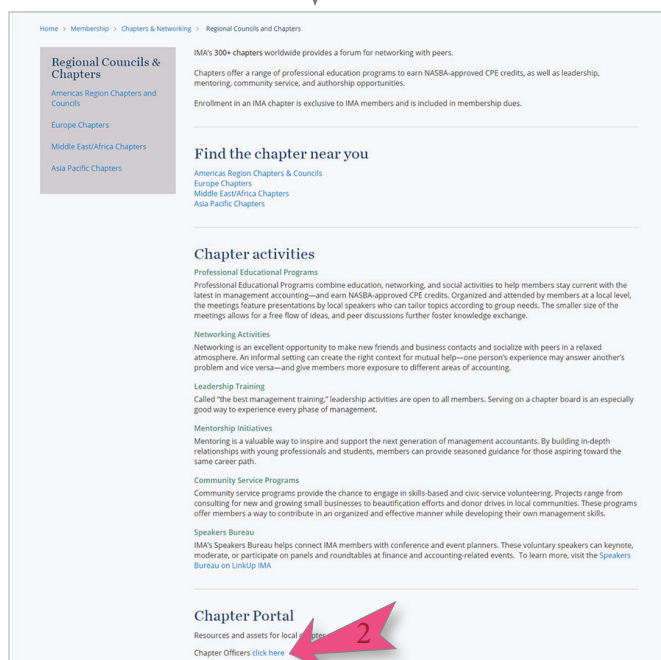 Home > Membership > Chapters & Networking > Regional Councils and Chapters
Regional Councils &
Chapters
Americas Region Chapters and
Councils
Europe Chapters
Middle East/Africa Chapters
Asia Pacific Chapters
IMA's 300+ chapters worldwide provides a forum for networking with peers.
Chapters offer a range of professional education programs to earn NASBA-approved CPE credits, as well as leadership,
mentoring, community service, and authorship opportunities.
Enrollment in an IMA chapter is exclusive to IMA members and is included in membership dues.
Find the chapter near you
Americas Region Chapters & Councils
Europe Chapters
Middle East/Africa Chapters
Asia Pacific Chapters
Chapter activities
Professional Educational Programs
Professional Educational Programs combine education, networking, and social activities to help members stay current with the
latest in management accounting—and earn NASBA-approved CPE credits. Organized and attended by members at a local level,
the meetings feature presentations by local speakers who can tailor topics according to group needs. The smaller size of the
meetings allows for a free flow of ideas, and peer discussions further foster knowledge exchange.
Networking Activities
Networking is an excellent opportunity to make new friends and business contacts and socialize with peers in a relaxed
atmosphere. An informal setting can create the right context for mutual help—one person's experience may answer another's
problem and vice versa—and give members more exposure to different areas of accounting.
Leadership Training
Called "the best management training," leadership activities are open to all members. Serving on a chapter board is an especially
good way to experience every phase of management.
Mentorship Initiatives
Mentoring is a valuable way to inspire and support the next generation of management accountants. By building in-depth
relationships with young professionals and students, members can provide seasoned guidance for those aspiring toward the
same career path.
Community Service Programs
Community service programs provide the chance to engage in skills-based and civic-service volunteering. Projects range from
consulting for new and growing small businesses to beautification efforts and donor drives in local communities. These programs
offer members a way to contribute in an organized and effective manner while developing their own management skills.
Speakers Bureau
IMA's Speakers Bureau helps connect IMA members with conference and event planners. These voluntary speakers can keynote,
moderate, or participate on panels and roundtables at finance and accounting-related events. To learn more, visit the Speakers
Bureau on LinkUp IMA
Chapter Portal
Resources and assets for local
Chapter Officers click here
2